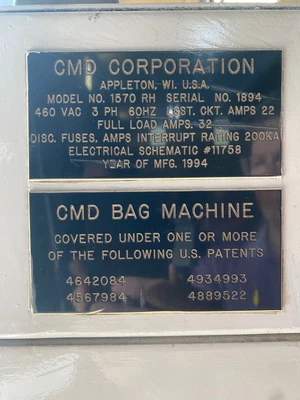 CMD CORPORATION
APPLETON, WI. U.S.A.
MODEL NO. 1570 RH SERIAL NO. 1894
460 VAC 3 PH 60HZ CKT. AMPS 22
FULL LOAD AMPS. 32
DISC. FUSES, AMPS INTERRUPT RATING 200KA
ELECTRICAL SCHEMATIC #11758
YEAR OF MFG. 1994
CMD BAG MACHINE
COVERED UNDER ONE OR MORE
OF THE FOLLOWING U.S. PATENTS
4642084 4934993
4567984 4889522